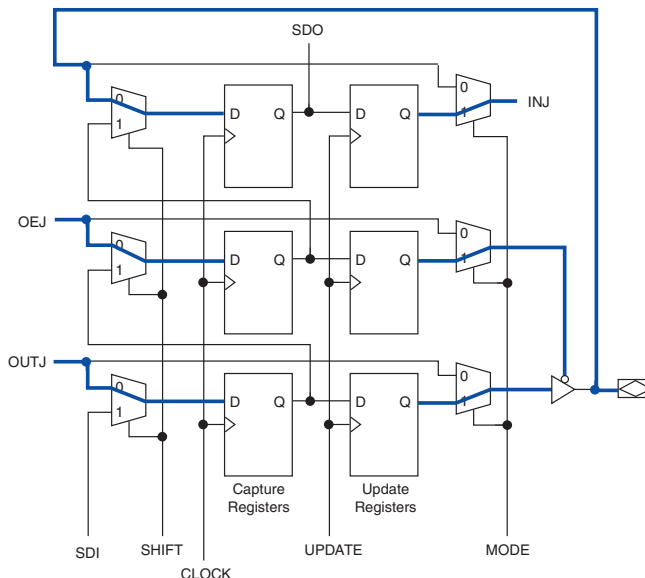 SDO
0
1
D Q
D Q
0
1
INJ
OEJ
0
1
D Q
D Q
0
1
OUTJ
0
1
D Q
D Q
0
1
Capture
Registers
Update
Registers
SDI
SHIFT
CLOCK
UPDATE
MODE